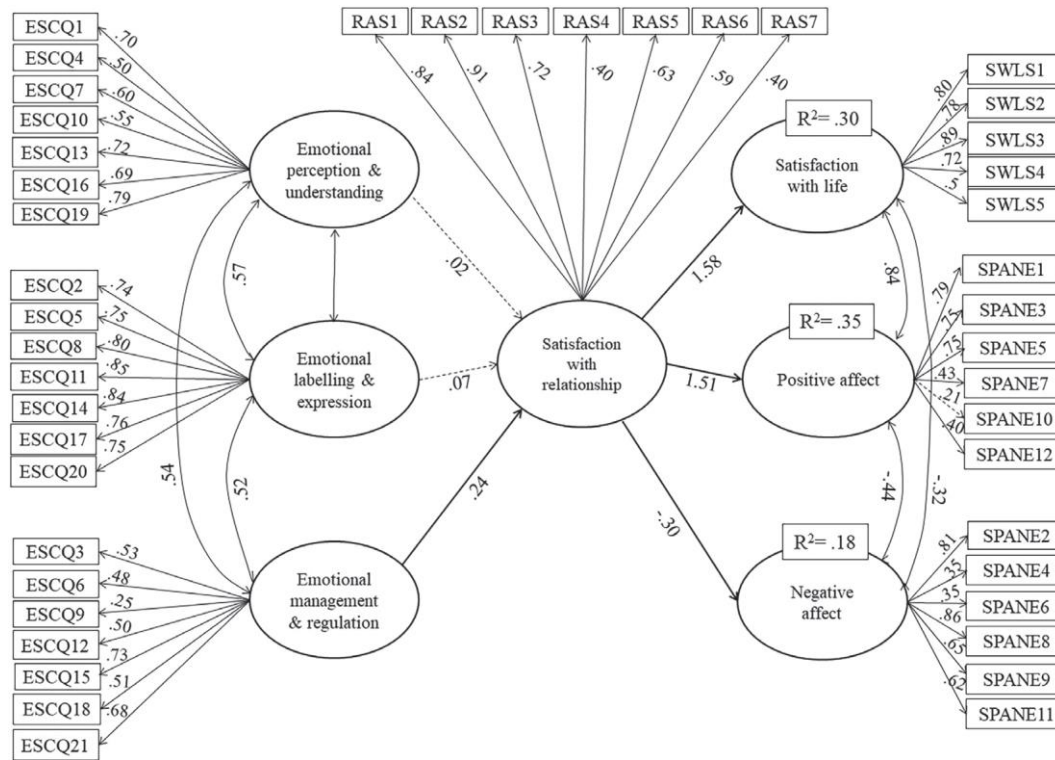 ESCQ1
ESCQ4
ESCQ7
ESCQ10
ESCQ13
ESCQ16
ESCQ19
.70
.50
.60
.55
.72
.69
.79
RAS1
RAS2
RAS3
RAS4
RAS5
RAS6
RAS7
.84
.91
.72
.40
.63
.59
.40
Emotional
perception &
understanding
.02
.57
.54
ESCQ2
ESCQ5
ESCQ8
ESCQ11
ESCQ14
ESCQ17
ESCQ20
.74
.75
.80
.85
.84
.76
.75
Emotional
labelling &
expression
.07
.52
ESCQ3
ESCQ6
ESCQ9
ESCQ12
ESCQ15
ESCQ18
ESCQ21
.53
.48
.25
.50
.73
.51
.68
Emotional
management
& regulation
.24
Satisfaction
with
relationship
1.58
1.51
-.30
R²= .30
Satisfaction
with life
.80
.78
.89
.72
.5
SWLS1
SWLS2
SWLS3
SWLS4
SWLS5
.84
R²= .35
Positive affect
.79
.75
.75
.43
.21
.40
SPANE1
SPANE3
SPANE5
SPANE7
SPANE10
SPANE12
-.44
-.32
R²= .18
Negative
affect
.81
.35
.35
.86
.65
.62
SPANE2
SPANE4
SPANE6
SPANE8
SPANE9
SPANE11